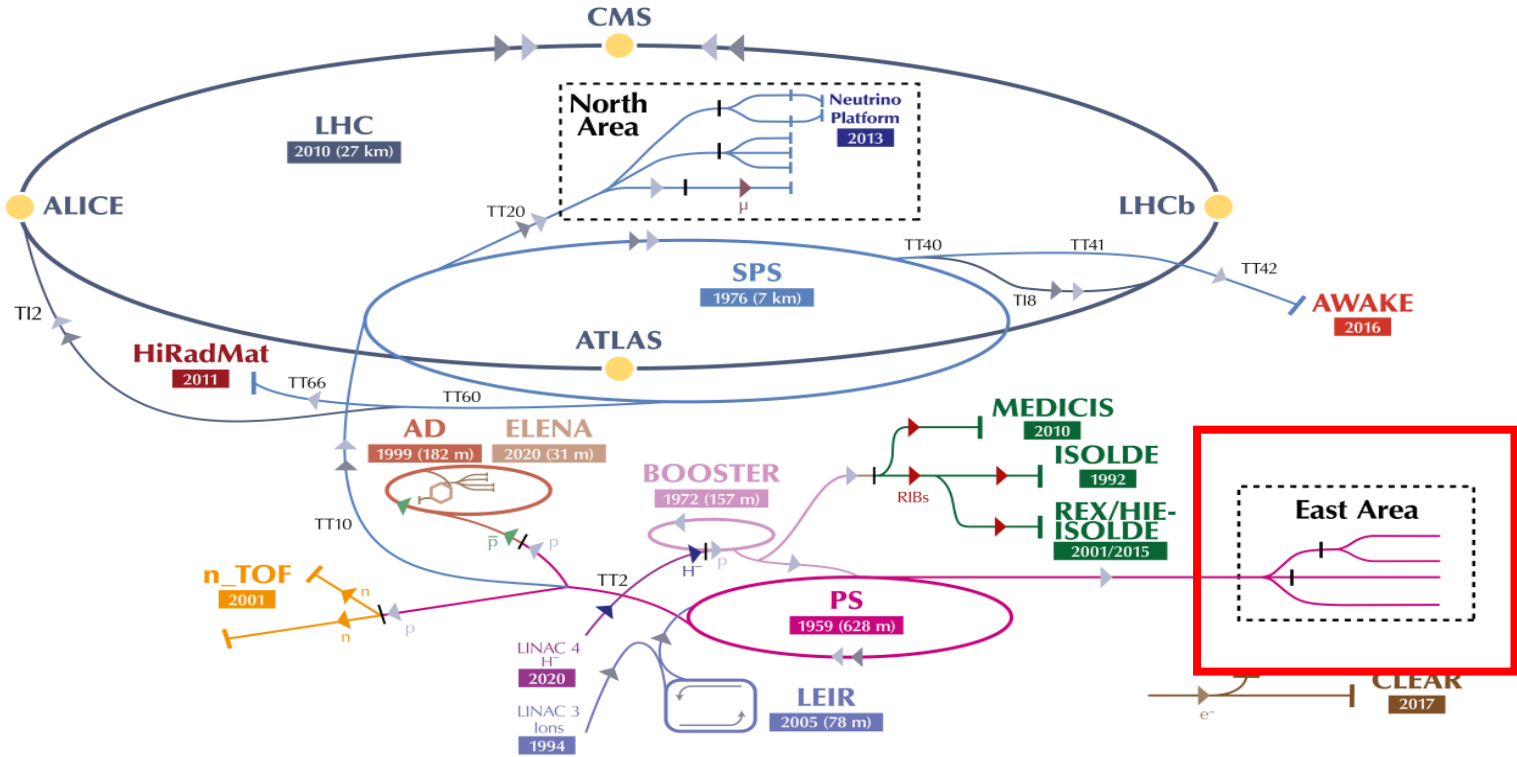 CMS
North
Area
Neutrino
Platform
2013
LHC
2010 (27 km)
μ
ALICE
LHCb
TT20
TT40
TT41
TT42
SPS
1976 (7 km)
TI8
AWAKE
2016
TI2
ATLAS
HiRadMat
2011
TT66
TT60
AD
1999 (182 m)
ELENA
2020 (31 m)
MEDICIS
2010
BOOSTER
1972 (157 m)
ISOLDE
1992
RIBs
REX/HIE-
ISOLDE
2001/2015
East Area
TT10
p̅
p
H⁻
p
TT2
n_TOF
2001
n
n
p
PS
1959 (628 m)
LINAC 4
H⁻
2020
LINAC 3
Ions
1994
LEIR
2005 (78 m)
CLEAR
2017
e⁻